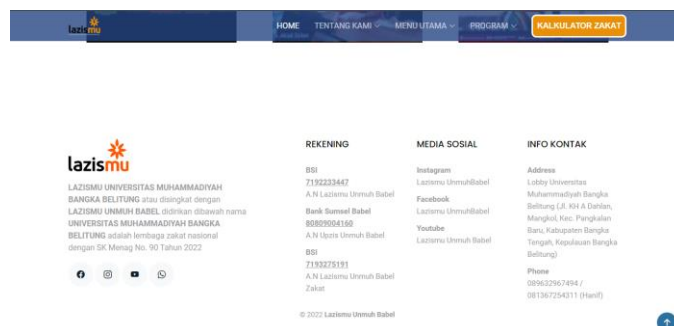 lazismu
HOME TENTANG KAMI MENU UTAMA PROGRAM KALKULATOR ZAKAT
lazismu
LAZISMU UNIVERSITAS MUHAMMADIYAH
BANGKA BELITUNG atau disingkat dengan
LAZISMU UNMUH BABEL didirikan dibawah nama
UNIVERSITAS MUHAMMADIYAH BANGKA
BELITUNG adalah lembaga zakat nasional
dengan SK Menag No. 90 Tahun 2022
REKENING
BSI
7192233447
A.N Lazismu Unmuh Babel
Bank Sumsel Babel
80809004160
A.N Upzis Unmuh Babel
BSI
7193275191
A.N Lazismu Unmuh Babel
Zakat
MEDIA SOSIAL
Instagram
Lazismu UnmuhBabel
Facebook
Lazismu UnmuhBabel
Youtube
Lazismu Unmuh Babel
INFO KONTAK
Address
Lobby Universitas
Muhammadiyah Bangka
Belitung (Jl. KH A Dahlan,
Mangkol, Kec. Pangkalan
Baru, Kabupaten Bangka
Tengah, Kepulauan Bangka
Belitung)
Phone
089632967494 /
081367254311 (Hanif)
© 2022 Lazismu Unmuh Babel